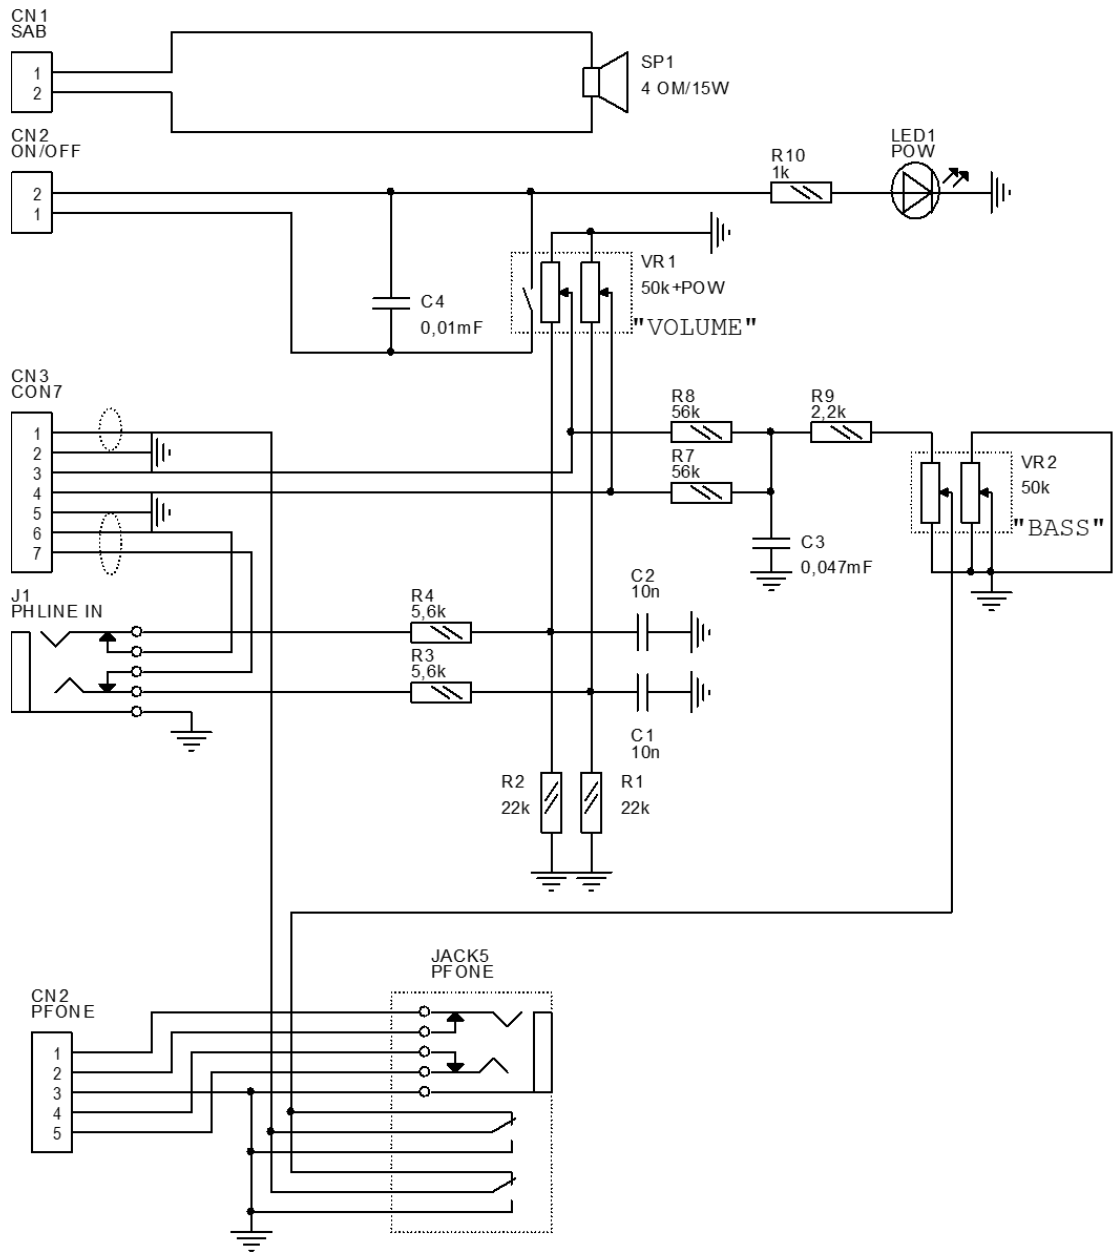 CN1
SAB
1
2
SP1
4 OM/15W
CN2
ON/OFF
2
1
R10
1k
LED1
POW
VR1
50k+POW
"VOLUME"
C4
0,01mF
CN3
CON7
1
2
3
4
5
6
7
R8
56k
R7
56k
R9
2,2k
VR2
50k
"BASS"
C3
0,047mF
J1
PHLINE IN
R4
5,6k
R3
5,6k
C2
10n
C1
10n
R2
22k
R1
22k
JACK5
PFONE
CN2
PFONE
1
2
3
4
5